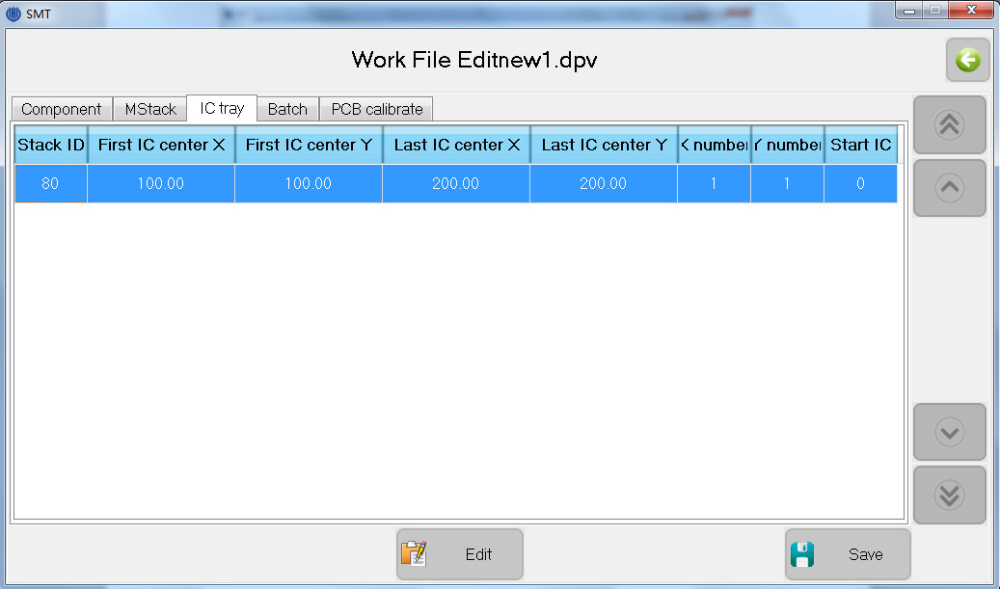 SMT
Work File Editnew1.dpv
Component MStack IC tray Batch PCB calibrate
Stack ID First IC center X First IC center Y Last IC center X Last IC center Y X number Y number Start IC
80 100.00 100.00 200.00 200.00 1 1 0
Edit Save